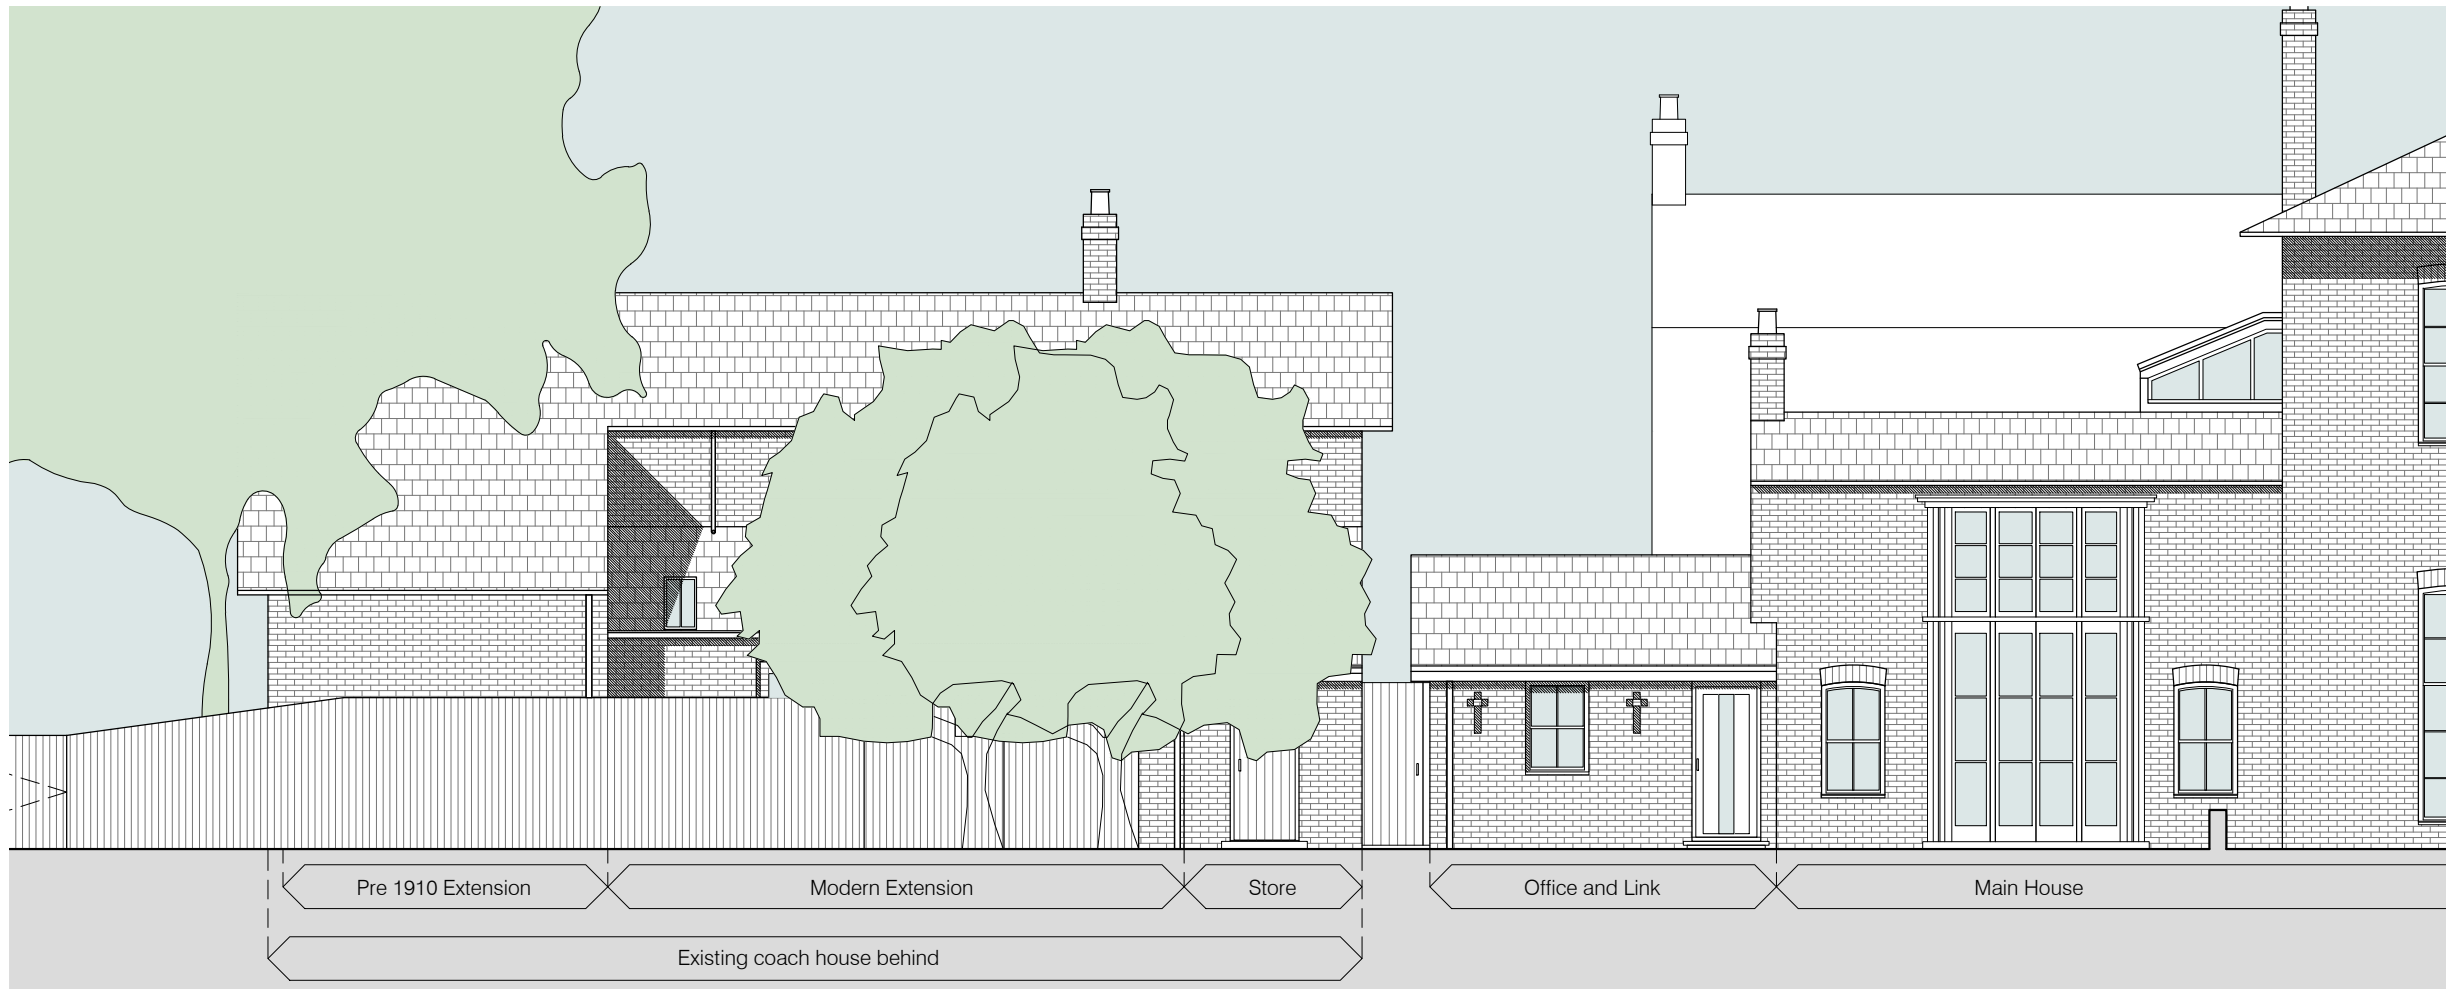 Pre 1910 Extension
Modern Extension
Store
Office and Link
Main House
Existing coach house behind